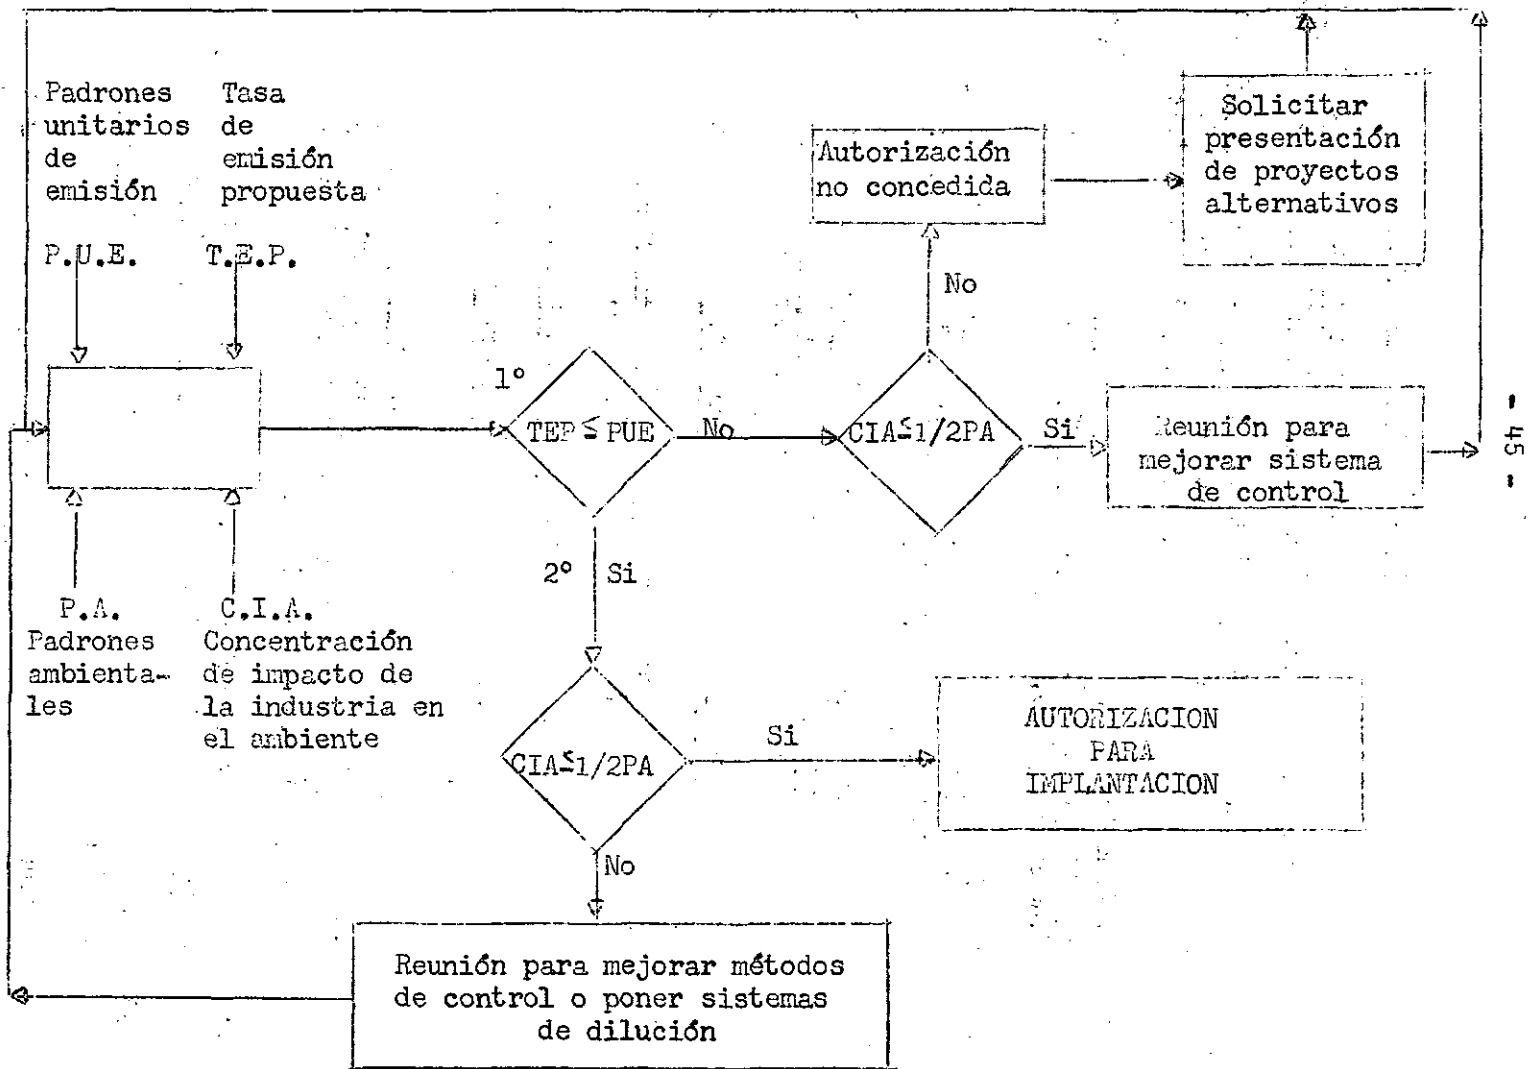 Padrones
unitarios
de
emisión
P.U.E.
Tasa
de
emisión
propuesta
T.E.P.
P.A.
Padrones
ambienta-
les
C.I.A.
Concentración
de impacto de
la industria en
el ambiente
1º
TEP ≤ PUE
No
CIA≤1/2PA
No
Autorización
no concedida
Solicitar
presentación
de proyectos
alternativos
Si
Reunión para
mejorar sistema
de control
2º
Si
CIA≤1/2PA
Si
AUTORIZACION
PARA
IMPLANTACION
No
Reunión para mejorar métodos
de control o poner sistemas
de dilución
- 45 -